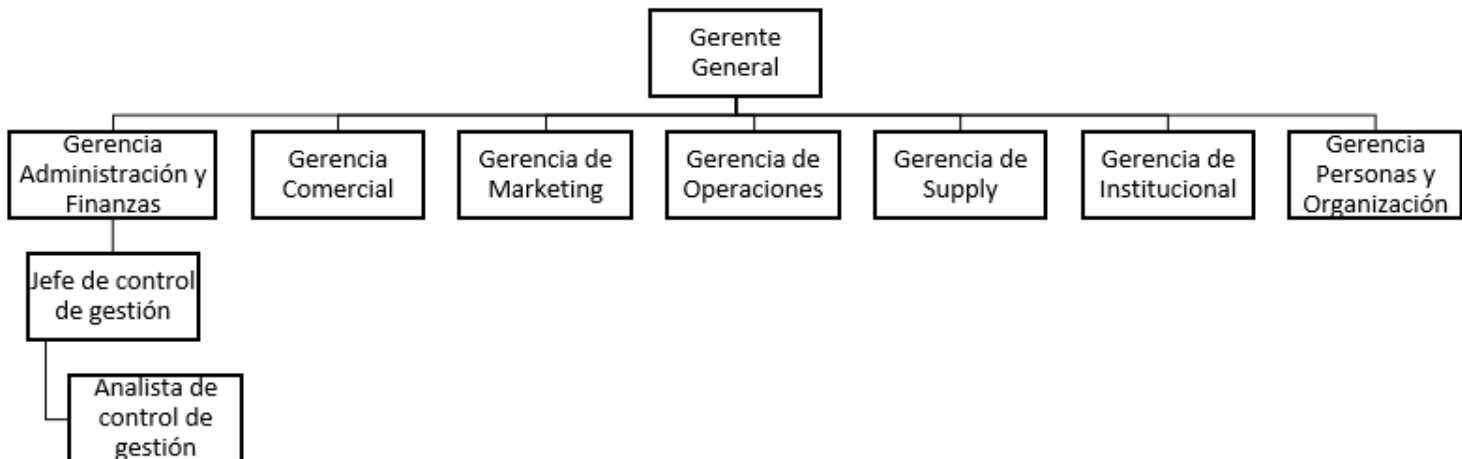 Gerente
General
Gerencia
Administración y
Finanzas
Gerencia
Comercial
Gerencia de
Marketing
Gerencia de
Operaciones
Gerencia de
Supply
Gerencia de
Institucional
Gerencia
Personas y
Organización
Jefe de control
de gestión
Analista de
control de
gestión